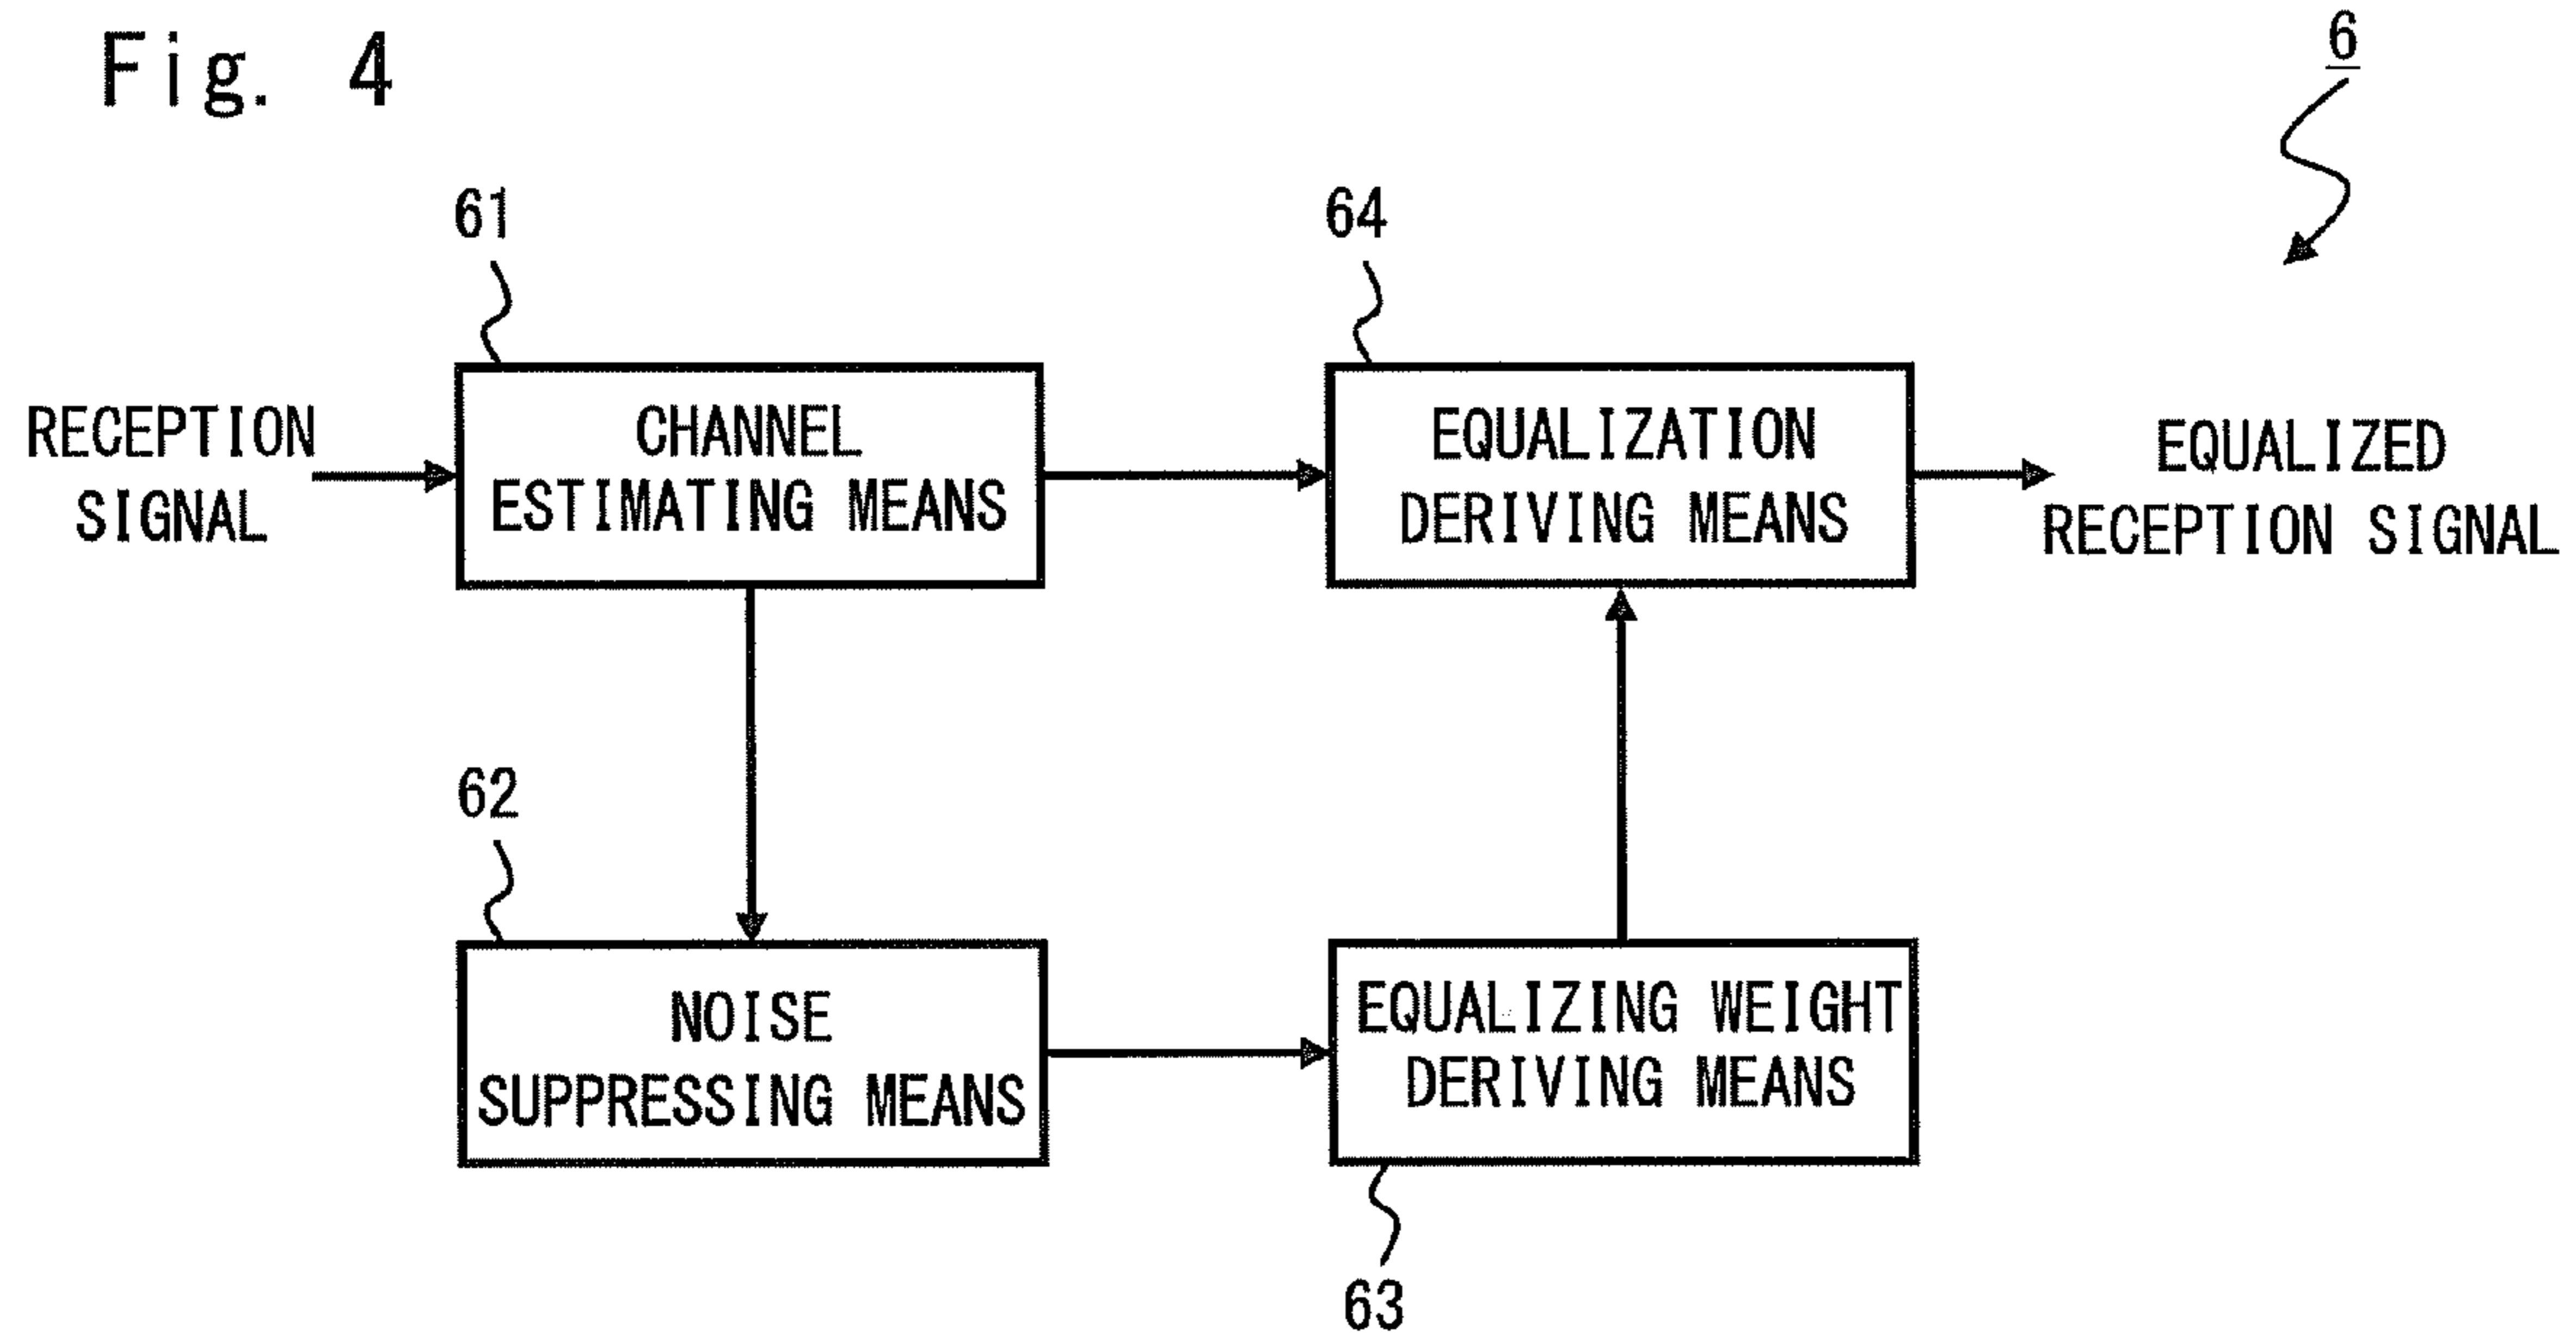 Fig. 4
6
61
64
RECEPTION
SIGNAL
CHANNEL
ESTIMATING MEANS
EQUALIZATION
DERIVING MEANS
EQUALIZED
RECEPTION SIGNAL
62
NOISE
SUPPRESSING MEANS
EQUALIZING WEIGHT
DERIVING MEANS
63